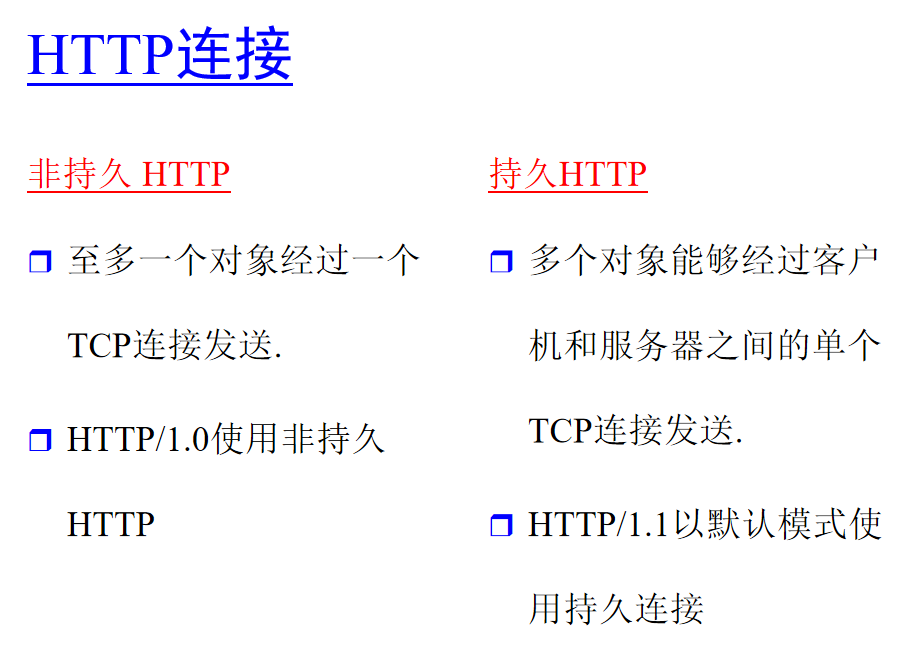 HTTP连接
非持久 HTTP
至多一个对象经过一个
TCP连接发送.
HTTP/1.0使用非持久
HTTP
持久HTTP
多个对象能够经过客户
机和服务器之间的单个
TCP连接发送.
HTTP/1.1以默认模式使
用持久连接